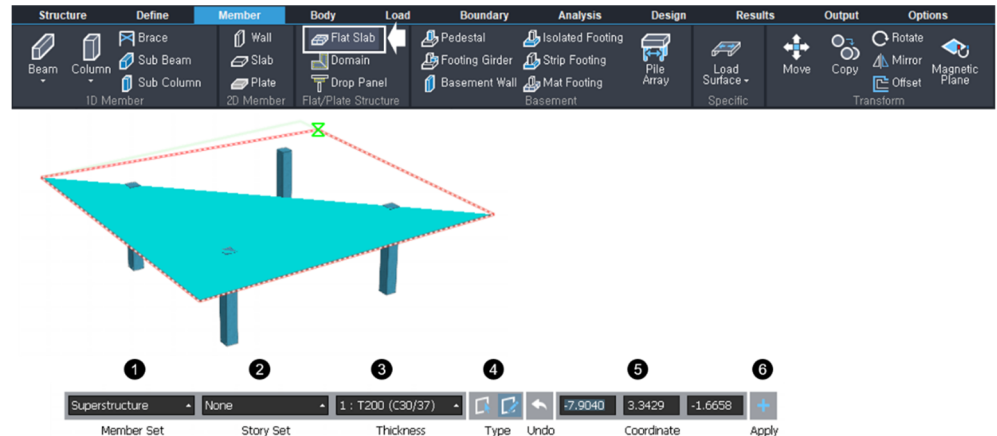 Structure Define Member Body Load Boundary Analysis Design Results Output Options
Beam
Column
Brace
Sub Beam
Sub Column
1D Member
Wall
Slab
Plate
2D Member
Flat Slab
Domain
Drop Panel
Flat/Plate Structure
Pedestal
Footing Girder
Basement Wall
Isolated Footing
Strip Footing
Mat Footing
Pile
Array
Basement
Load
Surface
Specific
Move
Copy
Rotate
Mirror
Offset
Magnetic
Plane
Transform
1 2 3 4 5 6
Superstructure None 1 : T200 (C30/37) -7.9040 3.3429 -1.6658
Member Set Story Set Thickness Type Undo Coordinate Apply